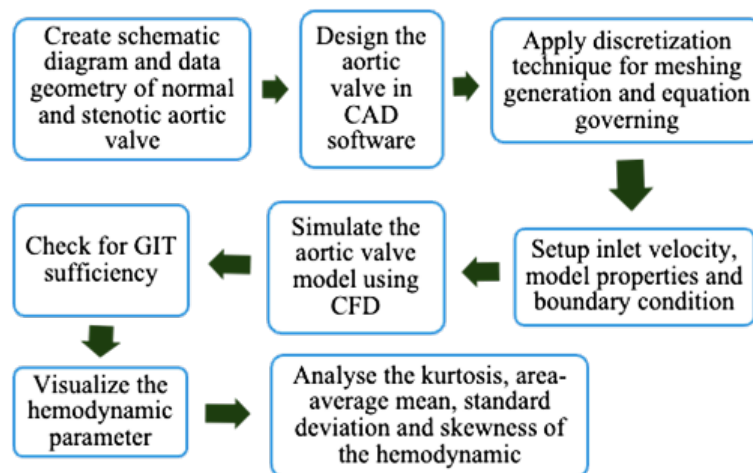 Create schematic
diagram and data
geometry of normal
and stenotic aortic
valve
Design the
aortic
valve in
CAD
software
Apply discretization
technique for meshing
generation and equation
governing
Setup inlet velocity,
model properties and
boundary condition
Simulate the
aortic valve
model using
CFD
Check for GIT
sufficiency
Visualize the
hemodynamic
parameter
Analyse the kurtosis, area-
average mean, standard
deviation and skewness of
the hemodynamic